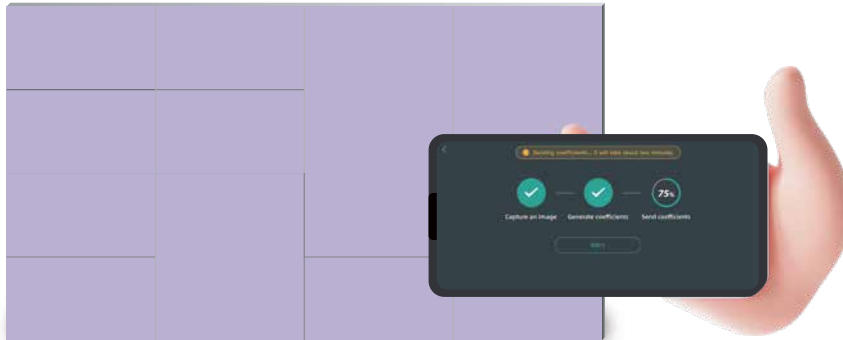 Sending coefficients... It will take about two minutes.
75%
Capture an image
Generate coefficients
Send coefficients